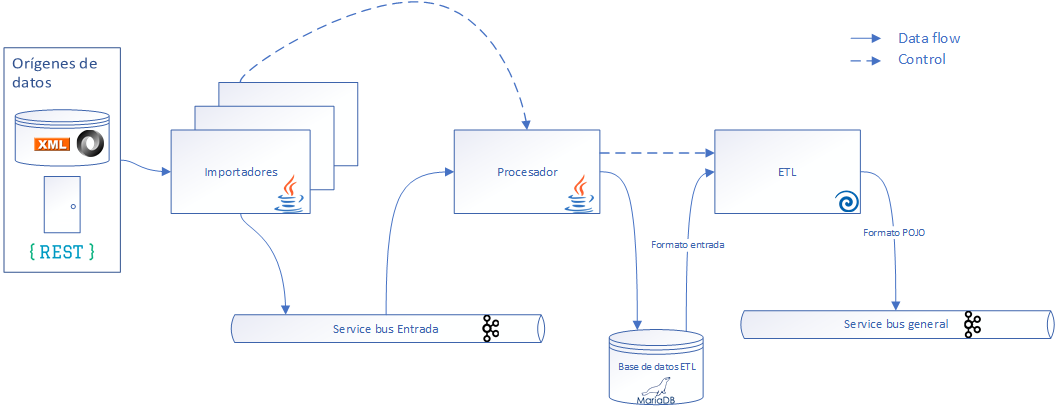 Data flow
Control
Orígenes de
datos
XML
{ REST }
Importadores
Procesador
ETL
Formato entrada
Formato POJO
Service bus Entrada
Service bus general
Base de datos ETL
MariaDB